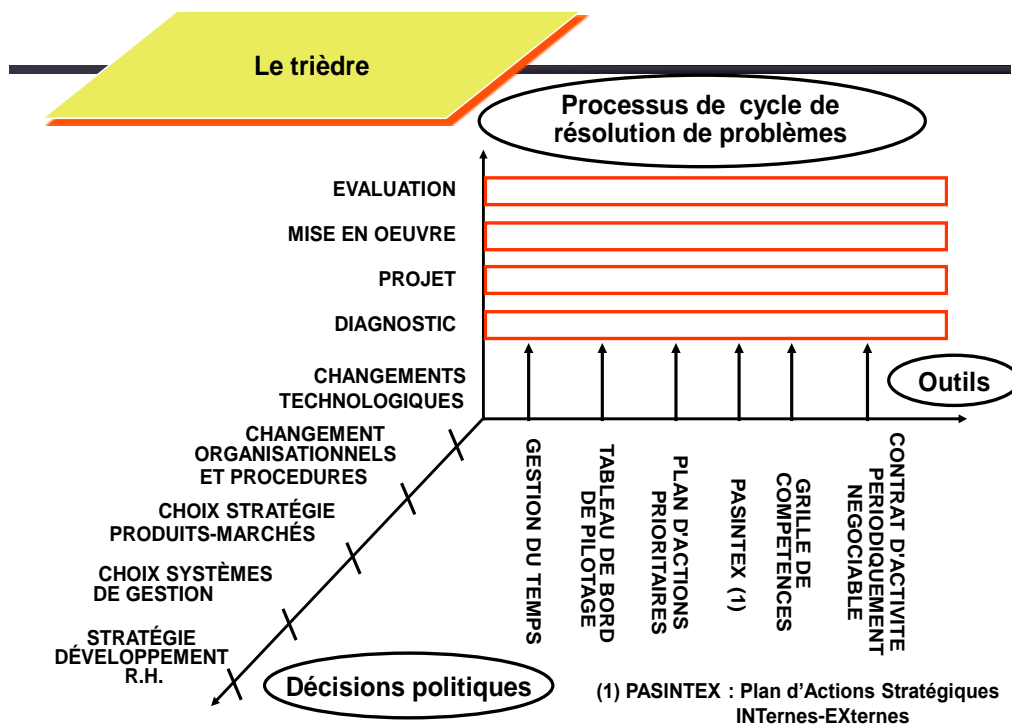 Le trièdre
Processus de cycle de
résolution de problèmes
EVALUATION
MISE EN OEUVRE
PROJET
DIAGNOSTIC
CHANGEMENTS
TECHNOLOGIQUES
CHANGEMENT
ORGANISATIONNELS
ET PROCEDURES
CHOIX STRATÉGIE
PRODUITS-MARCHÉS
CHOIX SYSTÈMES
DE GESTION
STRATÉGIE
DÉVELOPPEMENT
R.H.
Décisions politiques
Outils
GESTION DU TEMPS
TABLEAU DE BORD
DE PILOTAGE
PLAN D'ACTIONS
PRIORITAIRES
PASINTEX (1)
GRILLE DE
COMPETENCES
CONTRAT D'ACTIVITE
PERIODIQUEMENT
NEGOCIABLE
(1) PASINTEX : Plan d’Actions Stratégiques
INTernes-EXternes